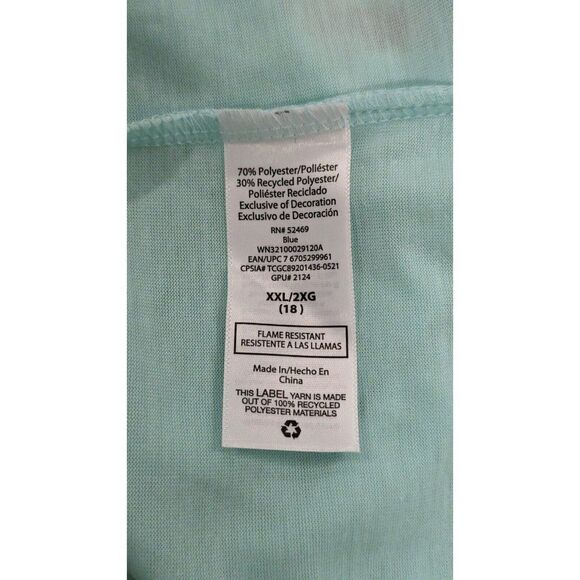 70% Polyester/Poliéster
30% Recycled Polyester/
Poliéster Reciclado
Exclusive of Decoration
Exclusivo de Decoración
RN# 52469
Blue
WN32100029120A
EAN/UPC 7 6705299961
CPSIA# TCGC89201436-0521
GPU# 2124
XXL/2XG
(18 )
FLAME RESISTANT
RESISTENTE A LAS LLAMAS
Made In/Hecho En
China
THIS LABEL YARN IS MADE
OUT OF 100% RECYCLED
POLYESTER MATERIALS